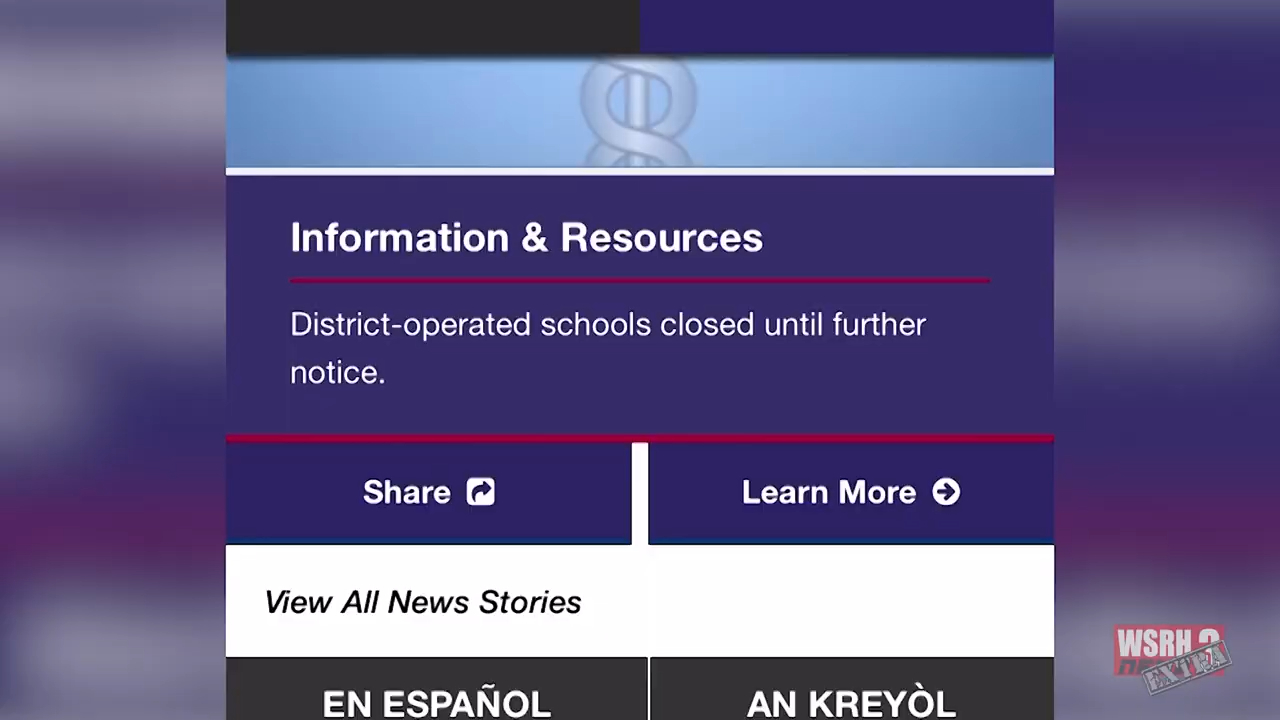 Information & Resources
District-operated schools closed until further
notice.
Share
Learn More
View All News Stories
EN ESPAÑOL
AN KREYÒL
WSRH
EXTRA